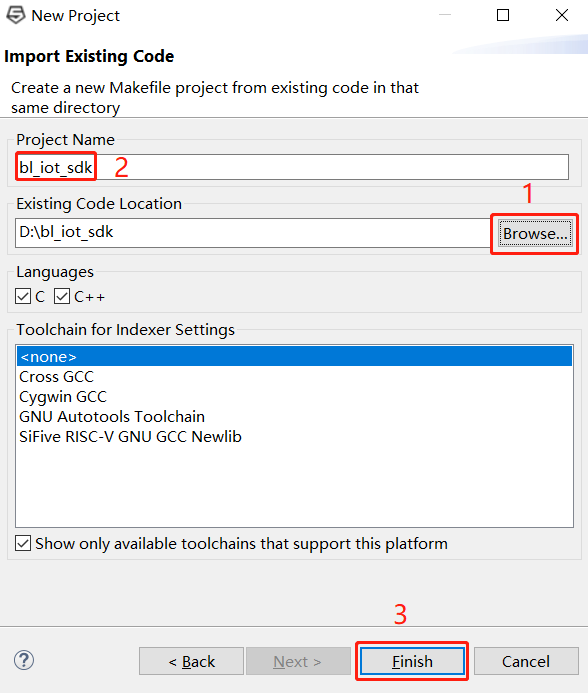 New Project
Import Existing Code
Create a new Makefile project from existing code in that
same directory
Project Name
bl_iot_sdk 2
1
Existing Code Location
D:\bl_iot_sdk Browse...
Languages
C C++
Toolchain for Indexer Settings
<none>
Cross GCC
Cygwin GCC
GNU Autotools Toolchain
SiFive RISC-V GNU GCC Newlib
Show only available toolchains that support this platform
3
? < Back Next > Finish Cancel